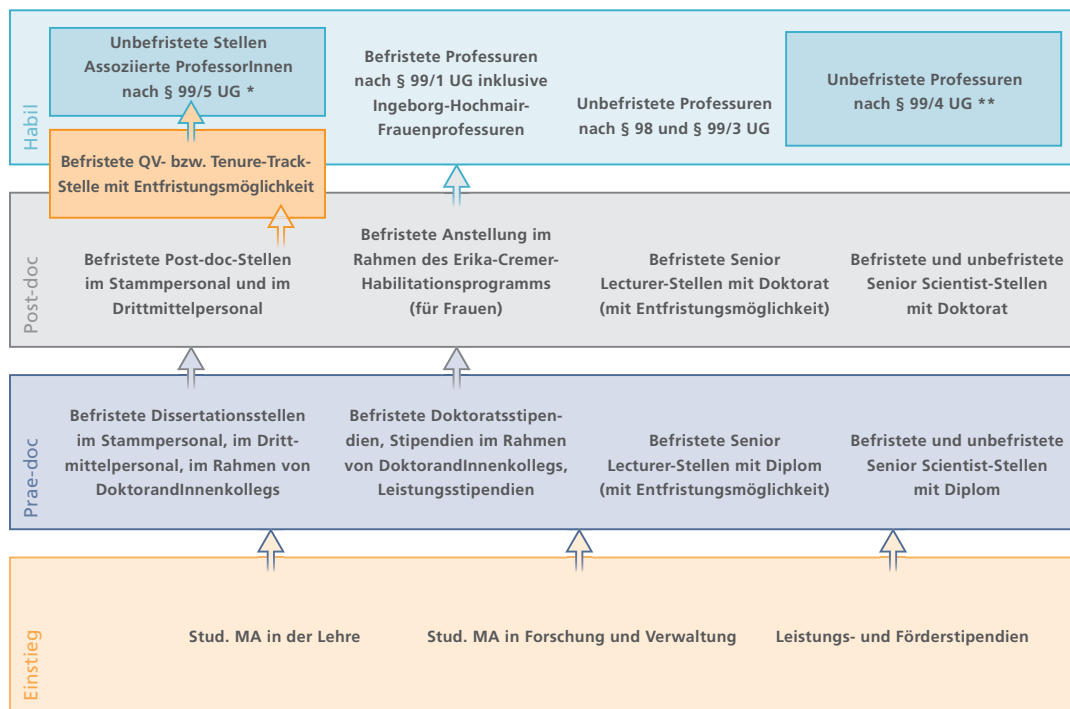 Habil
Unbefristete Stellen
Assoziierte ProfessorInnen
nach § 99/5 UG *
Befristete QV- bzw. Tenure-Track-
Stelle mit Entfristungsmöglichkeit
Befristete Professuren
nach § 99/1 UG inklusive
Ingeborg-Hochmair-
Frauenprofessuren
Unbefristete Professuren
nach § 98 und § 99/3 UG
Unbefristete Professuren
nach § 99/4 UG **
Post-doc
Befristete Post-doc-Stellen
im Stammpersonal und im
Drittmittelpersonal
Befristete Anstellung im
Rahmen des Erika-Cremer-
Habilitationsprogramms
(für Frauen)
Befristete Senior
Lecturer-Stellen mit Doktorat
(mit Entfristungsmöglichkeit)
Befristete und unbefristete
Senior Scientist-Stellen
mit Doktorat
Prae-doc
Befristete Dissertationsstellen
im Stammpersonal, im Dritt-
mittelpersonal, im Rahmen von
DoktorandInnenkollegs
Befristete Doktoratsstipen-
dien, Stipendien im Rahmen
von DoktorandInnenkollegs,
Leistungsstipendien
Befristete Senior
Lecturer-Stellen mit Diplom
(mit Entfristungsmöglichkeit)
Befristete und unbefristete
Senior Scientist-Stellen
mit Diplom
Einstieg
Stud. MA in der Lehre
Stud. MA in Forschung und Verwaltung
Leistungs- und Förderstipendien